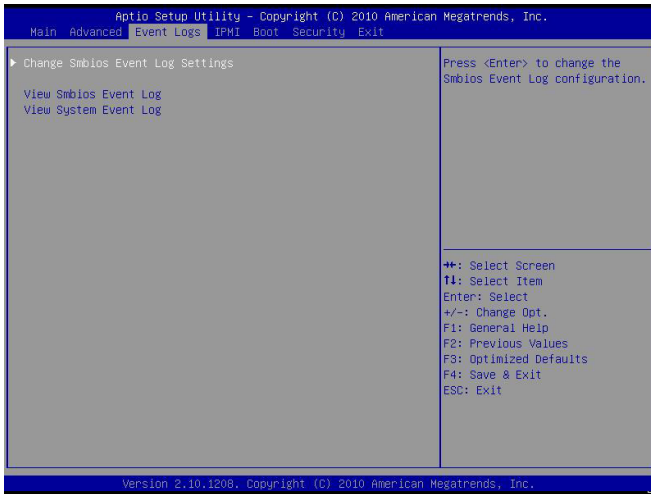 Aptio Setup Utility – Copyright (C) 2010 American Megatrends, Inc.
Main Advanced Event Logs IPMI Boot Security Exit
► Change Smbios Event Log Settings
View Smbios Event Log
View System Event Log
Press <Enter> to change the
Smbios Event Log configuration.
→←: Select Screen
↑↓: Select Item
Enter: Select
+/-: Change Opt.
F1: General Help
F2: Previous Values
F3: Optimized Defaults
F4: Save & Exit
ESC: Exit
Version 2.10.1208. Copyright (C) 2010 American Megatrends, Inc.